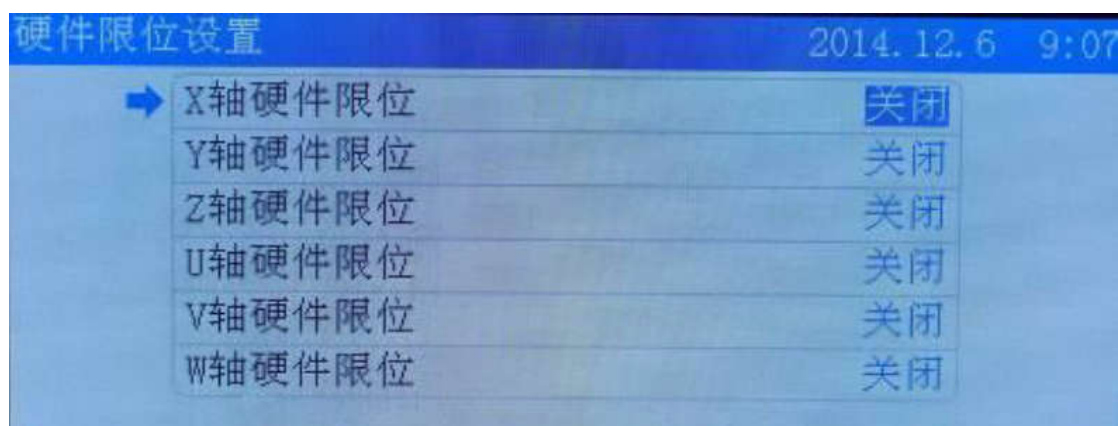 硬件限位设置 2014.12.6 9:07
X轴硬件限位 关闭
Y轴硬件限位 关闭
Z轴硬件限位 关闭
U轴硬件限位 关闭
V轴硬件限位 关闭
W轴硬件限位 关闭